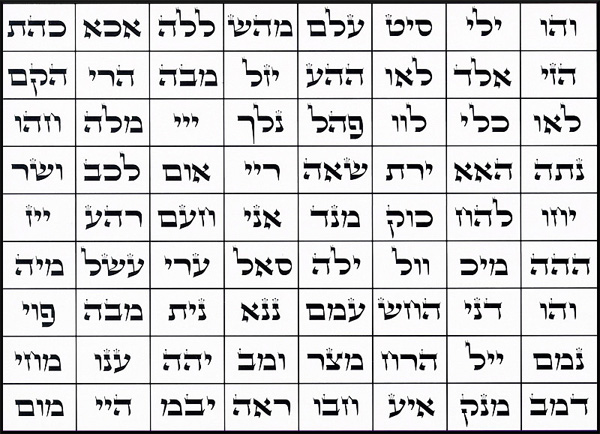 והו ילי סיט עלם מהש ללה אכא כהת
הזי אלד לאו ההע יזל מבה הרי הקם
לאו כלי לוו פהל נלך ייי מלה חהו
נתה האא ירת שאה ריי אום לכב ושר
יחו להח כוק מנד אני חעם רהע ייז
ההה מיכ וול ילה סאל ערי עשל מיה
והו דני החש עמם ננא נית מבה פוי
נמם ייל הרח מצר ומב יהה ענו מחי
דמב מנק איע חבו ראה יבמ היי מום